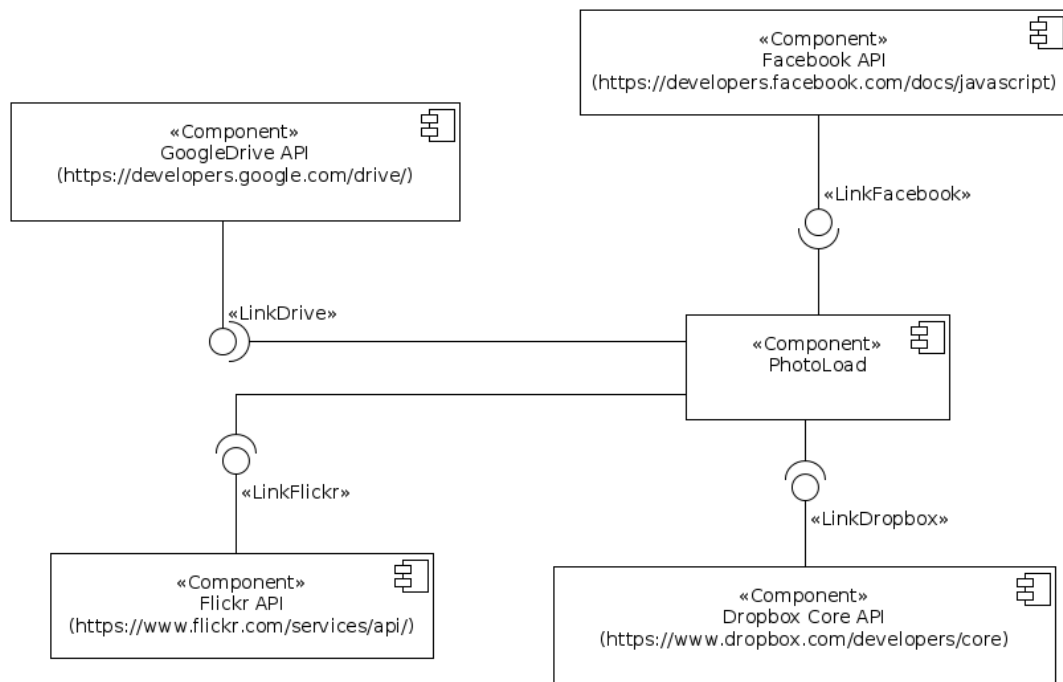 «Component»
Facebook API
(https://developers.facebook.com/docs/javascript)
«Component»
GoogleDrive API
(https://developers.google.com/drive/)
«LinkFacebook»
«LinkDrive»
«Component»
PhotoLoad
«LinkFlickr»
«LinkDropbox»
«Component»
Flickr API
(https://www.flickr.com/services/api/)
«Component»
Dropbox Core API
(https://www.dropbox.com/developers/core)